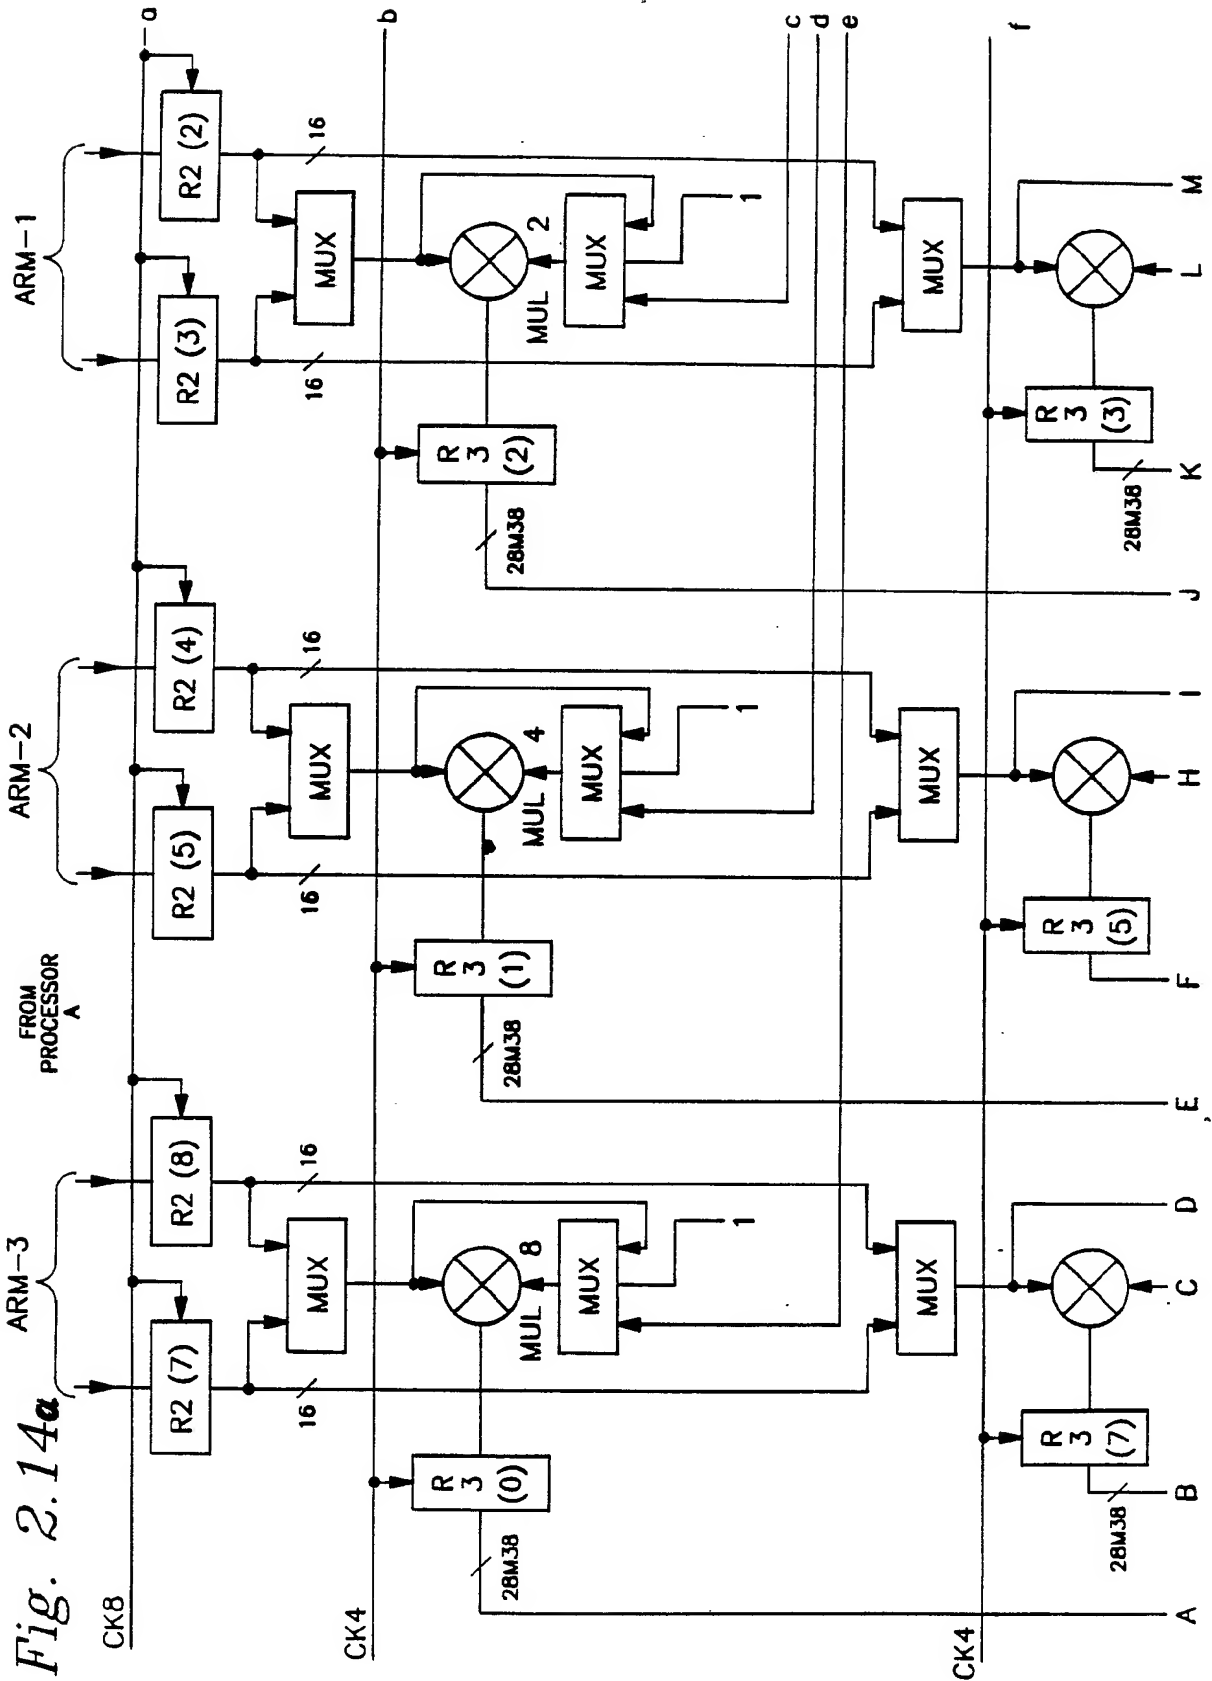 Fig. 2.14a
ARM-3
FROM
PROCESSOR
A
ARM-2
ARM-1
CK8
a
R2 (7)
R2 (8)
R2 (5)
R2 (4)
R2 (3)
R2 (2)
16
16
16
16
16
16
MUX
MUX
MUX
CK4
b
R
3
(0)
R
3
(1)
R
3
(2)
28M38
28M38
28M38
MUL 8
MUL 4
MUL 2
MUX
MUX
MUX
1
1
1
c
d
e
MUX
MUX
MUX
CK4
f
R
3
(7)
R
3
(5)
R
3
(3)
28M38
28M38
A
B
C
D
E
F
H
I
J
K
L
M